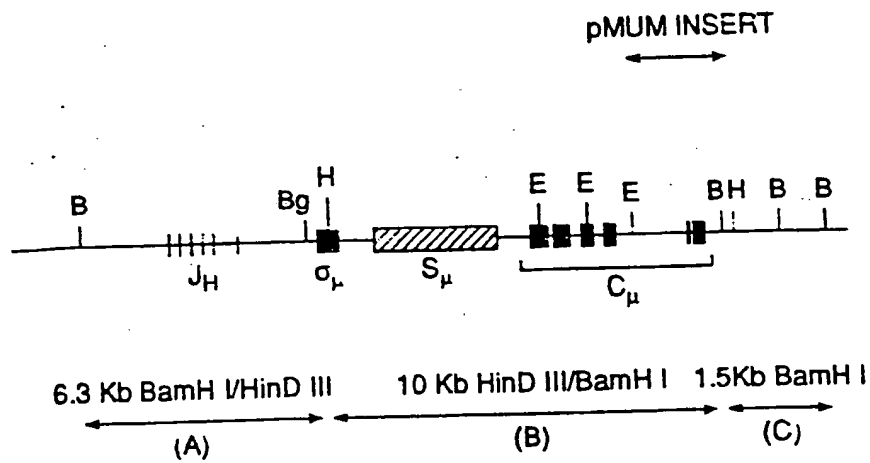 pMUM INSERT
B Bg H E E E B H B B
J_H σ_μ S_μ C_μ
6.3 Kb BamH I/HinD III 10 Kb HinD III/BamH I 1.5Kb BamH I
(A) (B) (C)